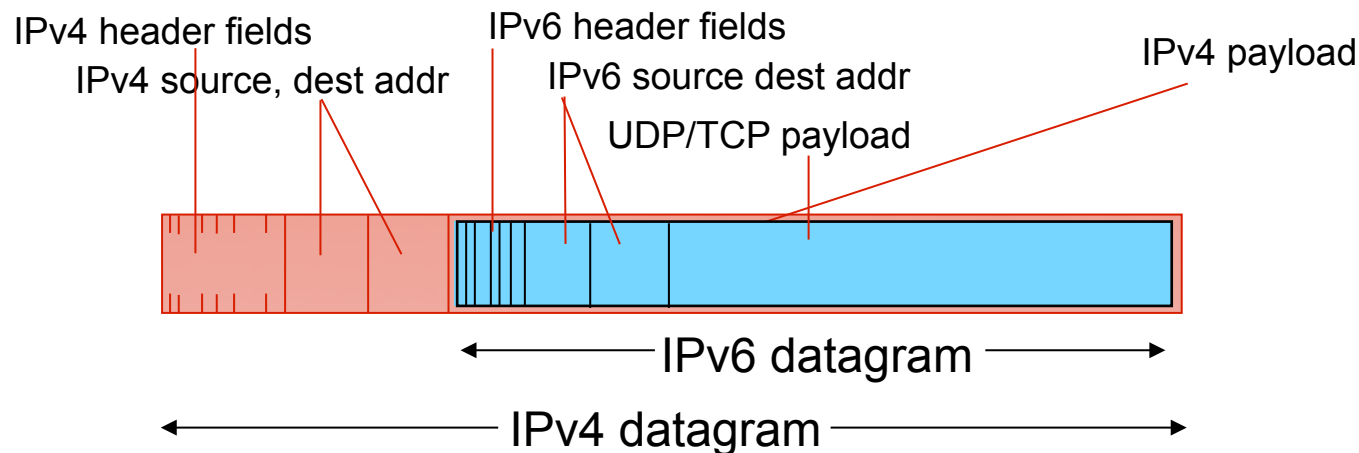 IPv4 header fields
IPv6 header fields
IPv4 payload
IPv4 source, dest addr
IPv6 source dest addr
UDP/TCP payload
IPv6 datagram
IPv4 datagram